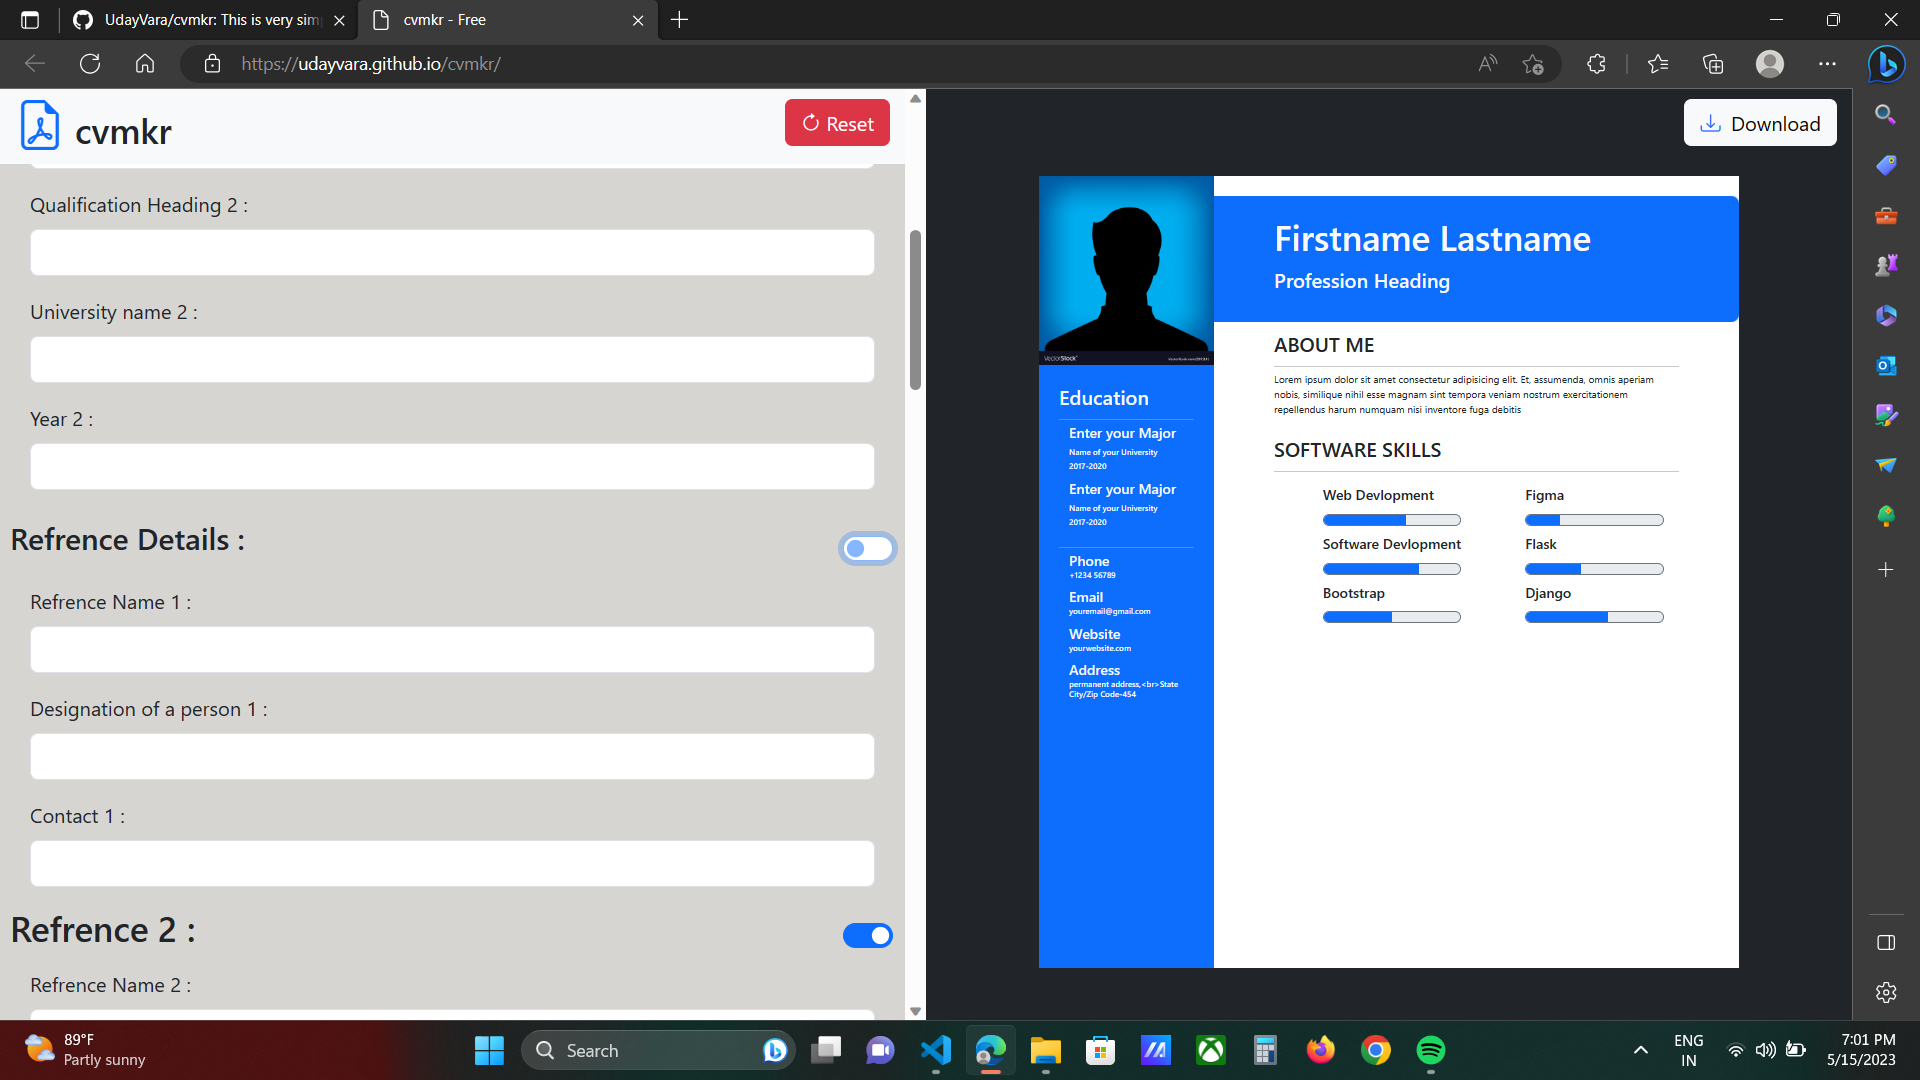 UdayVara/cvmkr: This is very sim
cvmkr - Free
https://udayvara.github.io/cvmkr/
cvmkr
Reset
Download
Qualification Heading 2 :
University name 2 :
Year 2 :
Refrence Details :
Refrence Name 1 :
Designation of a person 1 :
Contact 1 :
Refrence 2 :
Refrence Name 2 :
VectorStock
Education
Enter your Major
Name of your University
2017-2020
Enter your Major
Name of your University
2017-2020
Phone
+1234 56789
Email
youremail@gmail.com
Website
yourwebsite.com
Address
permanent address,<br>State
City/Zip Code-454
Firstname Lastname
Profession Heading
ABOUT ME
Lorem ipsum dolor sit amet consectetur adipisicing elit. Et, assumenda, omnis aperiam
nobis, similique nihil esse magnam sint tempora veniam nostrum exercitationem
repellendus harum numquam nisi inventore fuga debitis
SOFTWARE SKILLS
Web Devlopment
Figma
Software Devlopment
Flask
Bootstrap
Django
89°F
Partly sunny
Search
ENG
IN
7:01 PM
5/15/2023